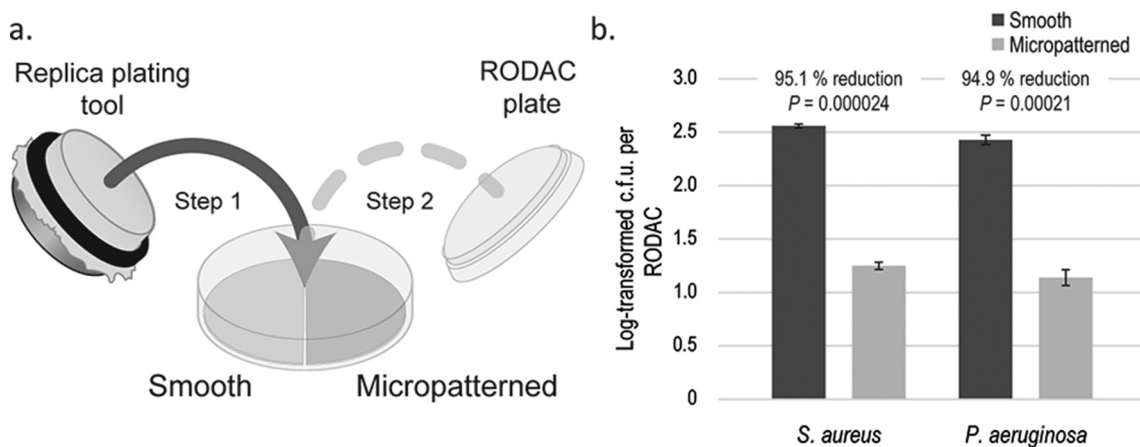 a.
Replica plating
tool
RODAC
plate
Step 1
Step 2
Smooth
Micropatterned
b.
Smooth
Micropatterned
Log-transformed c.f.u. per
RODAC
3.0
2.5
2.0
1.5
1.0
0.5
0
95.1 % reduction
P = 0.000024
94.9 % reduction
P = 0.00021
S. aureus
P. aeruginosa